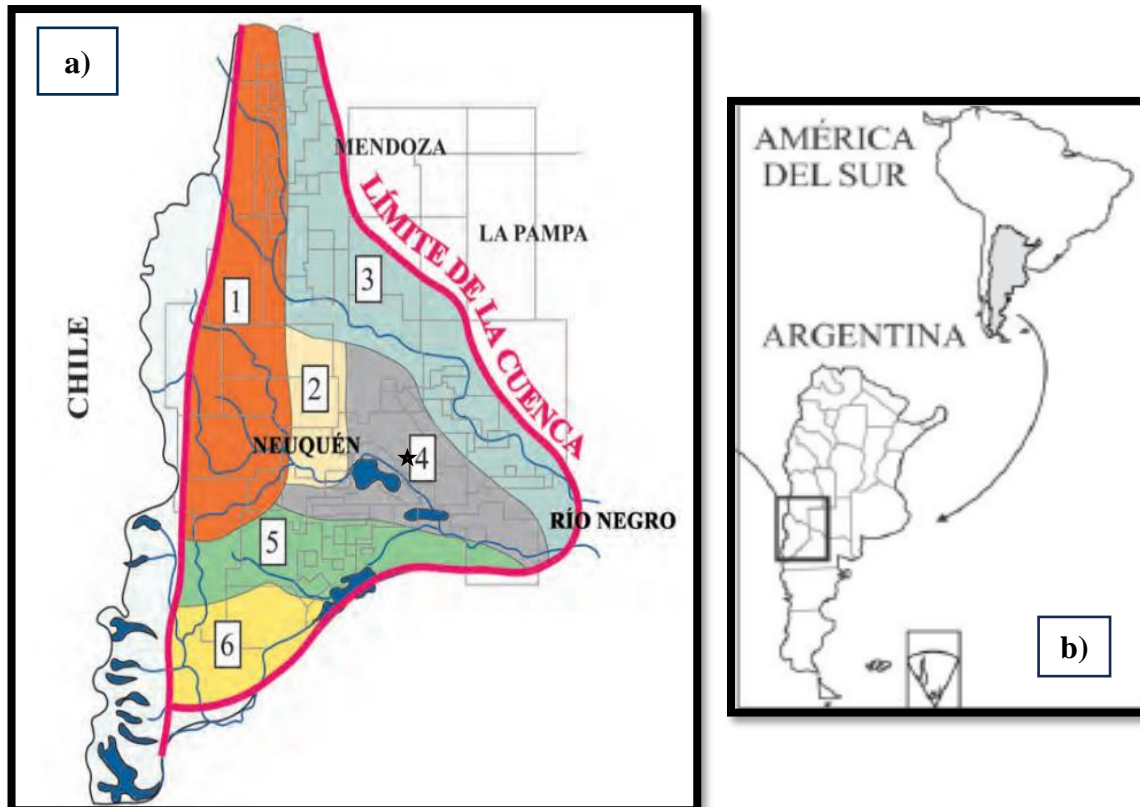 a)
MENDOZA
LÍMITE DE LA CUENCA
LA PAMPA
3
1
CHILE
2
NEUQUÉN
★4
RÍO NEGRO
5
6
AMÉRICA
DEL SUR
ARGENTINA
b)